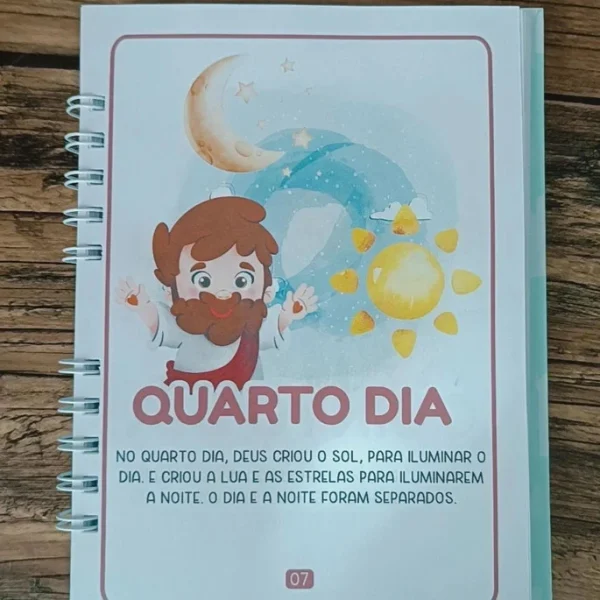 QUARTO DIA
NO QUARTO DIA, DEUS CRIOU O SOL, PARA ILUMINAR O
DIA. E CRIOU A LUA E AS ESTRELAS PARA ILUMINAREM
A NOITE. O DIA E A NOITE FORAM SEPARADOS.
07